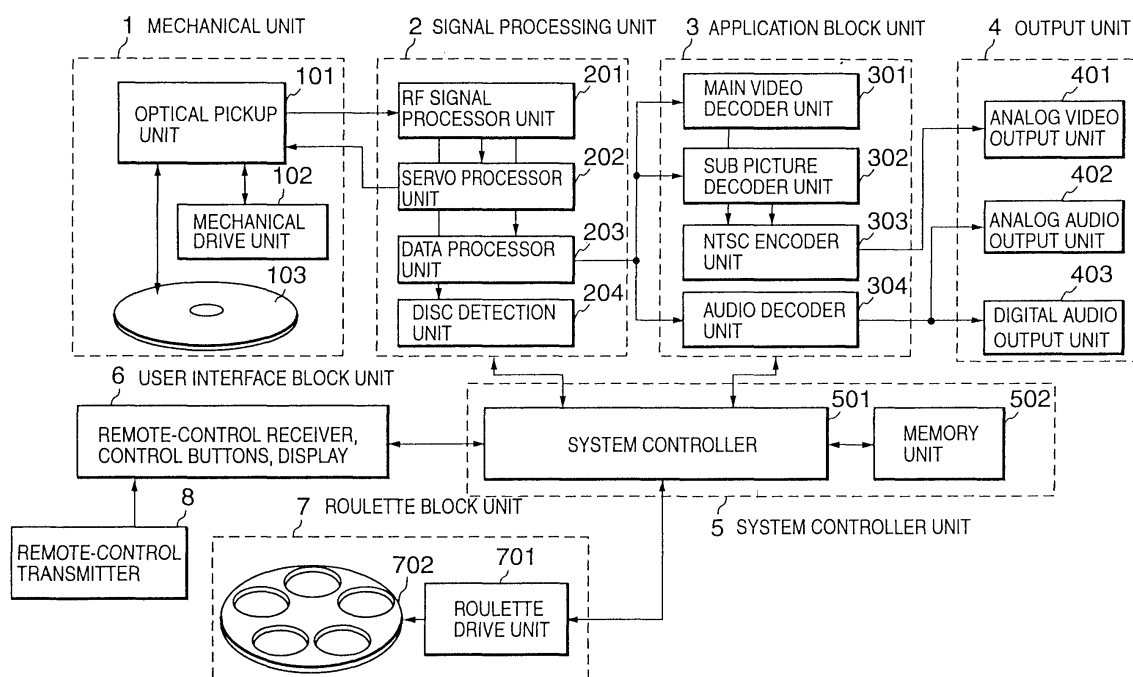 1 MECHANICAL UNIT
101
OPTICAL PICKUP
UNIT
102
MECHANICAL
DRIVE UNIT
103
2 SIGNAL PROCESSING UNIT
201
RF SIGNAL
PROCESSOR UNIT
202
SERVO PROCESSOR
UNIT
203
DATA PROCESSOR
UNIT
204
DISC DETECTION
UNIT
3 APPLICATION BLOCK UNIT
301
MAIN VIDEO
DECODER UNIT
302
SUB PICTURE
DECODER UNIT
303
NTSC ENCODER
UNIT
304
AUDIO DECODER
UNIT
4 OUTPUT UNIT
401
ANALOG VIDEO
OUTPUT UNIT
402
ANALOG AUDIO
OUTPUT UNIT
403
DIGITAL AUDIO
OUTPUT UNIT
6 USER INTERFACE BLOCK UNIT
REMOTE-CONTROL RECEIVER,
CONTROL BUTTONS, DISPLAY
501
SYSTEM CONTROLLER
502
MEMORY
UNIT
5 SYSTEM CONTROLLER UNIT
8
REMOTE-CONTROL
TRANSMITTER
7 ROULETTE BLOCK UNIT
702
701
ROULETTE
DRIVE UNIT